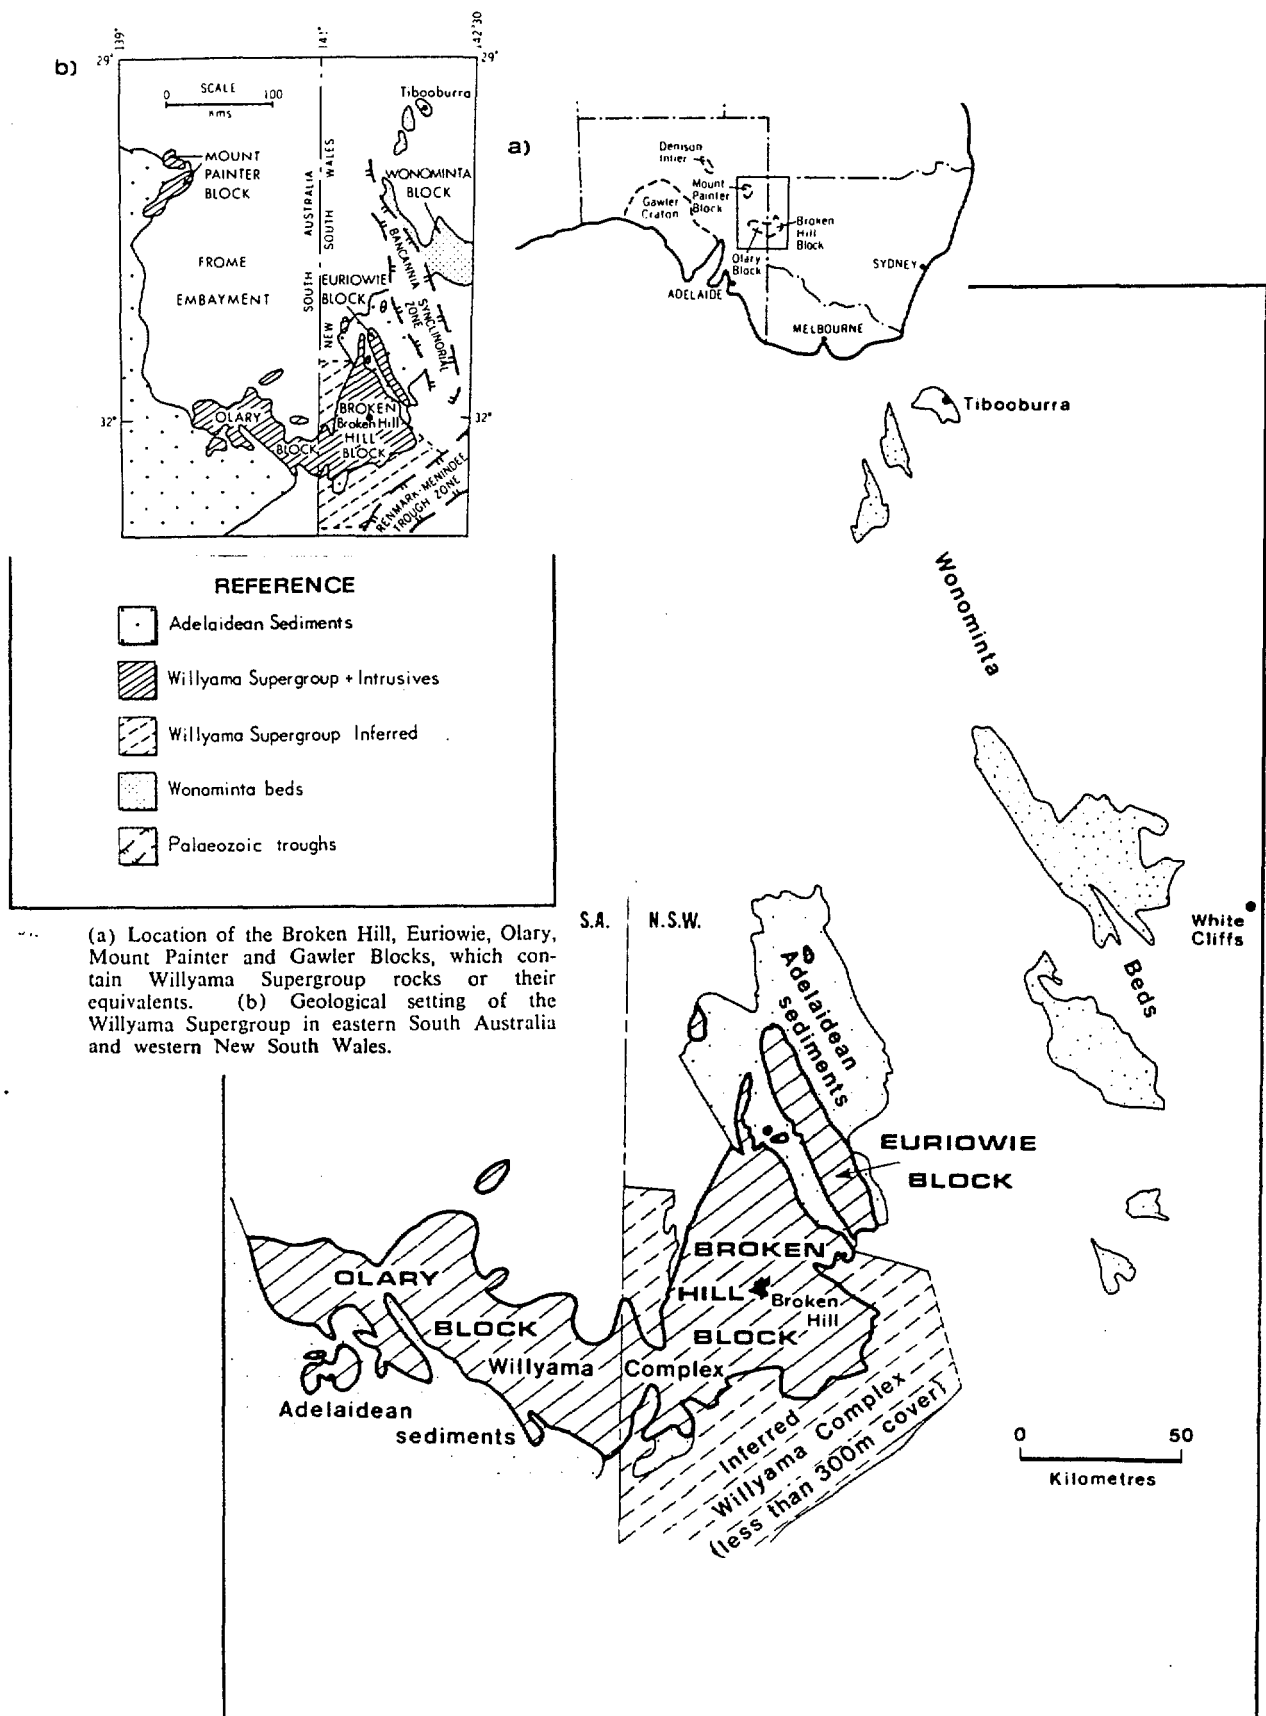 b)
139°
141°
142°30
29°
29°
SCALE
0 100
kms
Tibooburra
MOUNT
PAINTER
BLOCK
WONOMINTA
BLOCK
SOUTH AUSTRALIA
NEW SOUTH WALES
FROME
EMBAYMENT
BANCANNIA
SYNCLINORIAL
ZONE
EURIOWIE
BLOCK
32°
32°
OLARY
BLOCK
BROKEN
Broken Hill
HILL
BLOCK
RENMARK-MENINDEE
TROUGH ZONE
a)
Denison
Inlier
Mount
Painter
Block
Gawler
Craton
Broken
Hill
Block
Olary
Block
ADELAIDE
SYDNEY
MELBOURNE
REFERENCE
Adelaidean Sediments
Willyama Supergroup + Intrusives
Willyama Supergroup Inferred
Wonominta beds
Palaeozoic troughs
(a) Location of the Broken Hill, Euriowie, Olary,
Mount Painter and Gawler Blocks, which con-
tain Willyama Supergroup rocks or their
equivalents. (b) Geological setting of the
Willyama Supergroup in eastern South Australia
and western New South Wales.
Tibooburra
Wonominta
Beds
White
Cliffs
S.A. N.S.W.
Adelaidean
sediments
EURIOWIE
BLOCK
BROKEN
HILL
Broken
Hill
BLOCK
OLARY
BLOCK
Willyama Complex
Adelaidean
sediments
Inferred
Willyama Complex
(less than 300m cover)
0 50
Kilometres